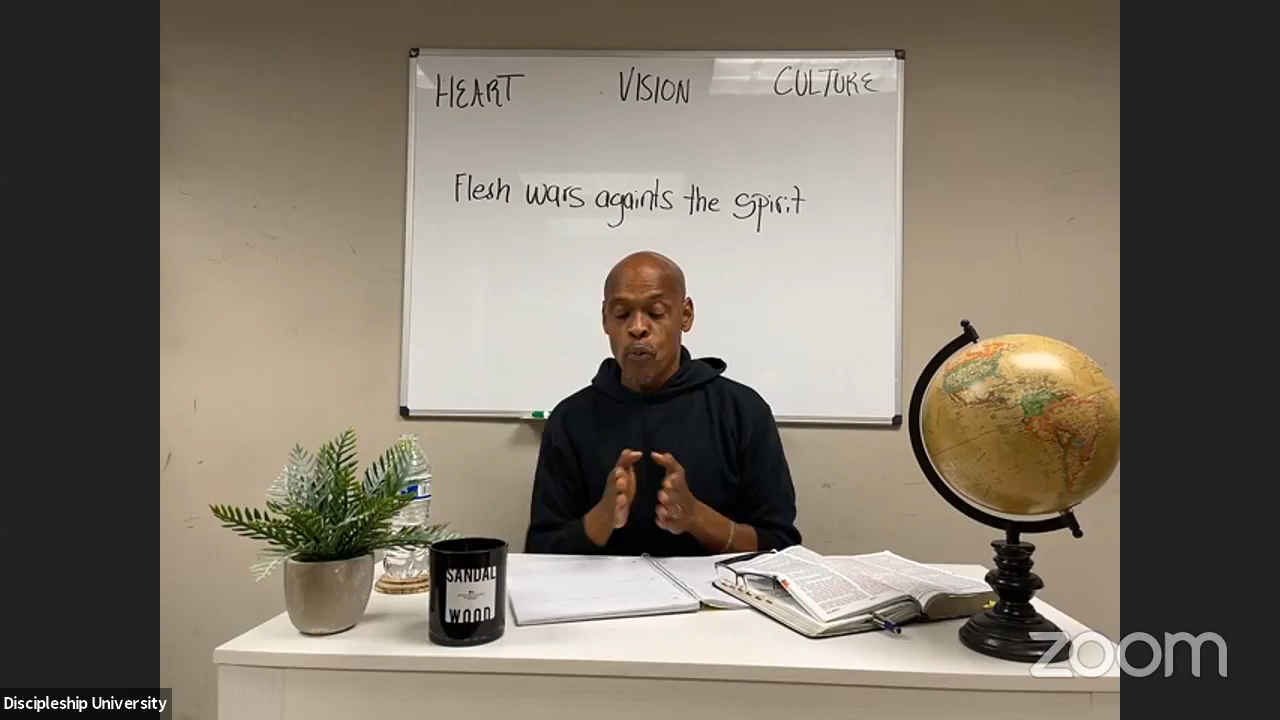 HEART VISION CULTURE
Flesh wars againts the spirit
SANDAL
WOOD
zoom
Discipleship University